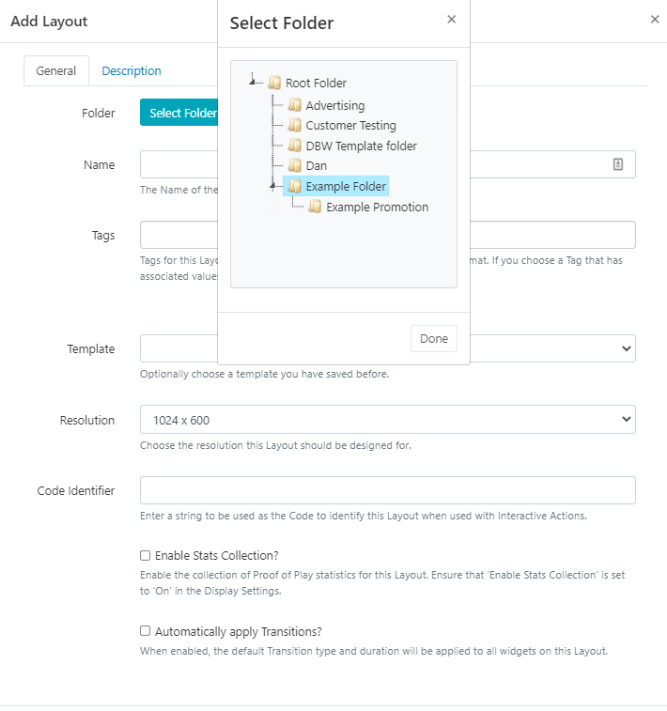 Add Layout
×
Select Folder
×
General
Description
Root Folder
Advertising
Customer Testing
DBW Template folder
Dan
Example Folder
Example Promotion
Done
Folder
Select Folder
Name
The Name of the
Tags
Tags for this Layo
mat. If you choose a Tag that has
associated value
Template
Optionally choose a template you have saved before.
Resolution
1024 x 600
Choose the resolution this Layout should be designed for.
Code Identifier
Enter a string to be used as the Code to identify this Layout when used with Interactive Actions.
Enable Stats Collection?
Enable the collection of Proof of Play statistics for this Layout. Ensure that 'Enable Stats Collection' is set
to 'On' in the Display Settings.
Automatically apply Transitions?
When enabled, the default Transition type and duration will be applied to all widgets on this Layout.